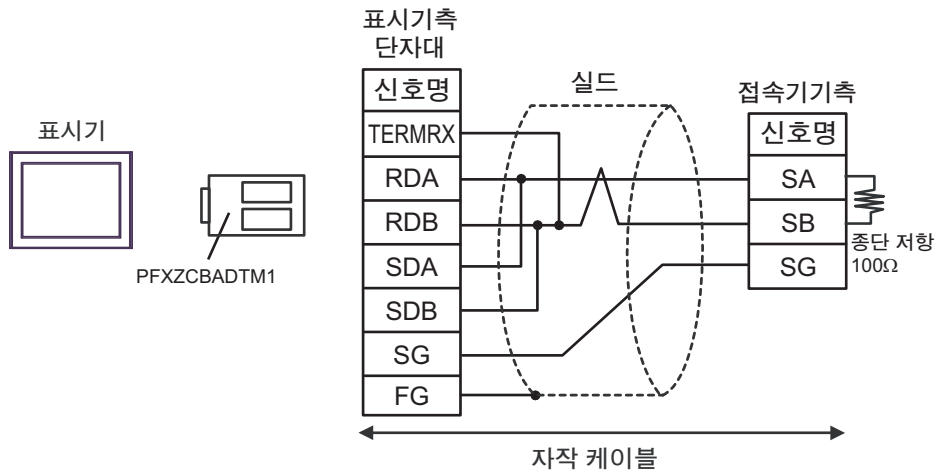 표시기
PFXZCBADTM1
표시기측
단자대
신호명
TERMRX
RDA
RDB
SDA
SDB
SG
FG
실드
접속기기측
신호명
SA
SB
SG
종단 저항
100Ω
자작 케이블